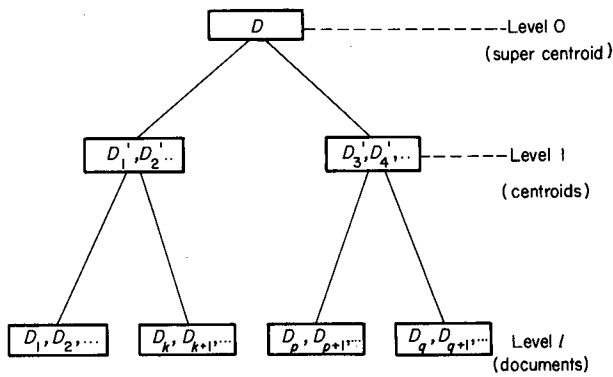 D
Level 0
(super centroid)
D₁', D₂'..
D₃', D₄',..
Level 1
(centroids)
D₁, D₂,...
Dₖ, Dₖ₊₁,...
Dₚ, Dₚ₊₁,...
D_q, D_q+1,...
Level l
(documents)